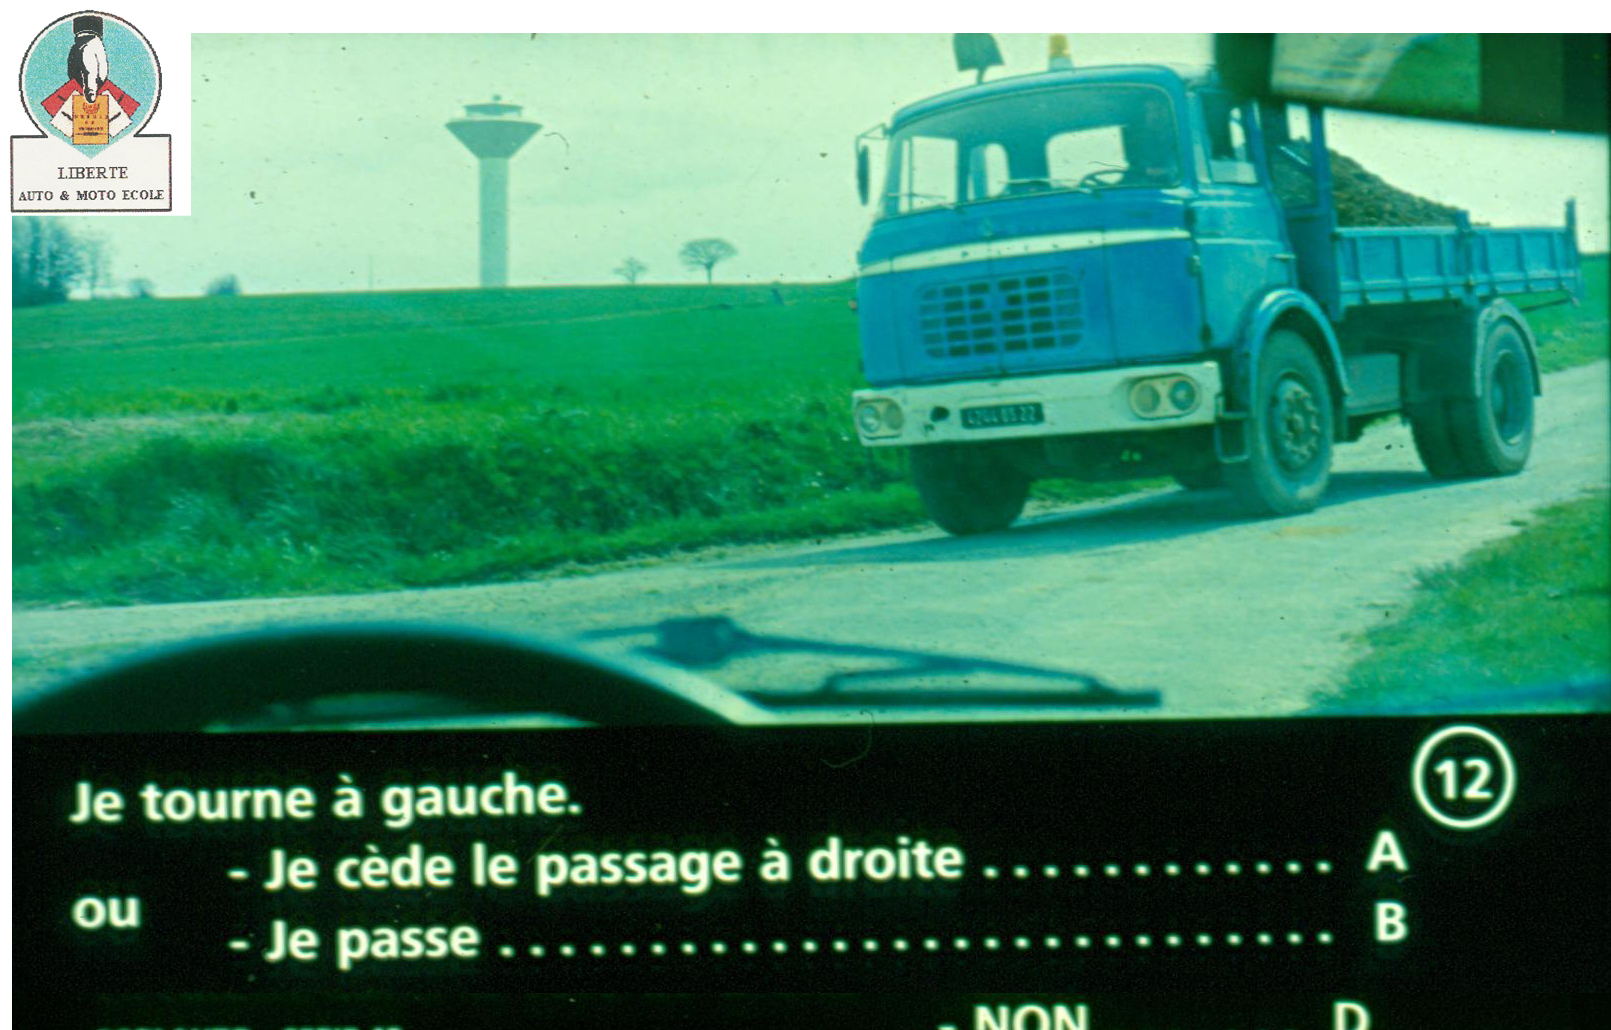 LIBERTE
AUTO & MOTO ECOLE
12
Je tourne à gauche.
- Je cède le passage à droite ............ A
ou
- Je passe ............................ B
- NON D